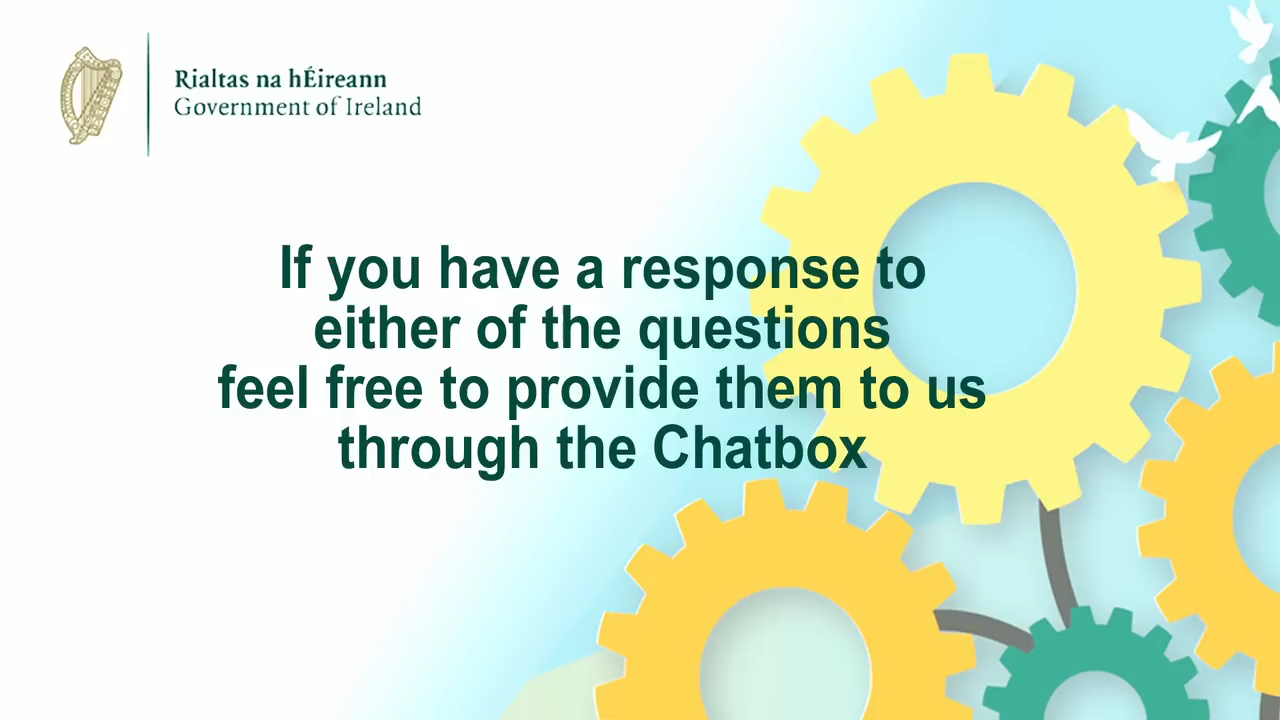 Rialtas na hÉireann
Government of Ireland
If you have a response to
either of the questions
feel free to provide them to us
through the Chatbox